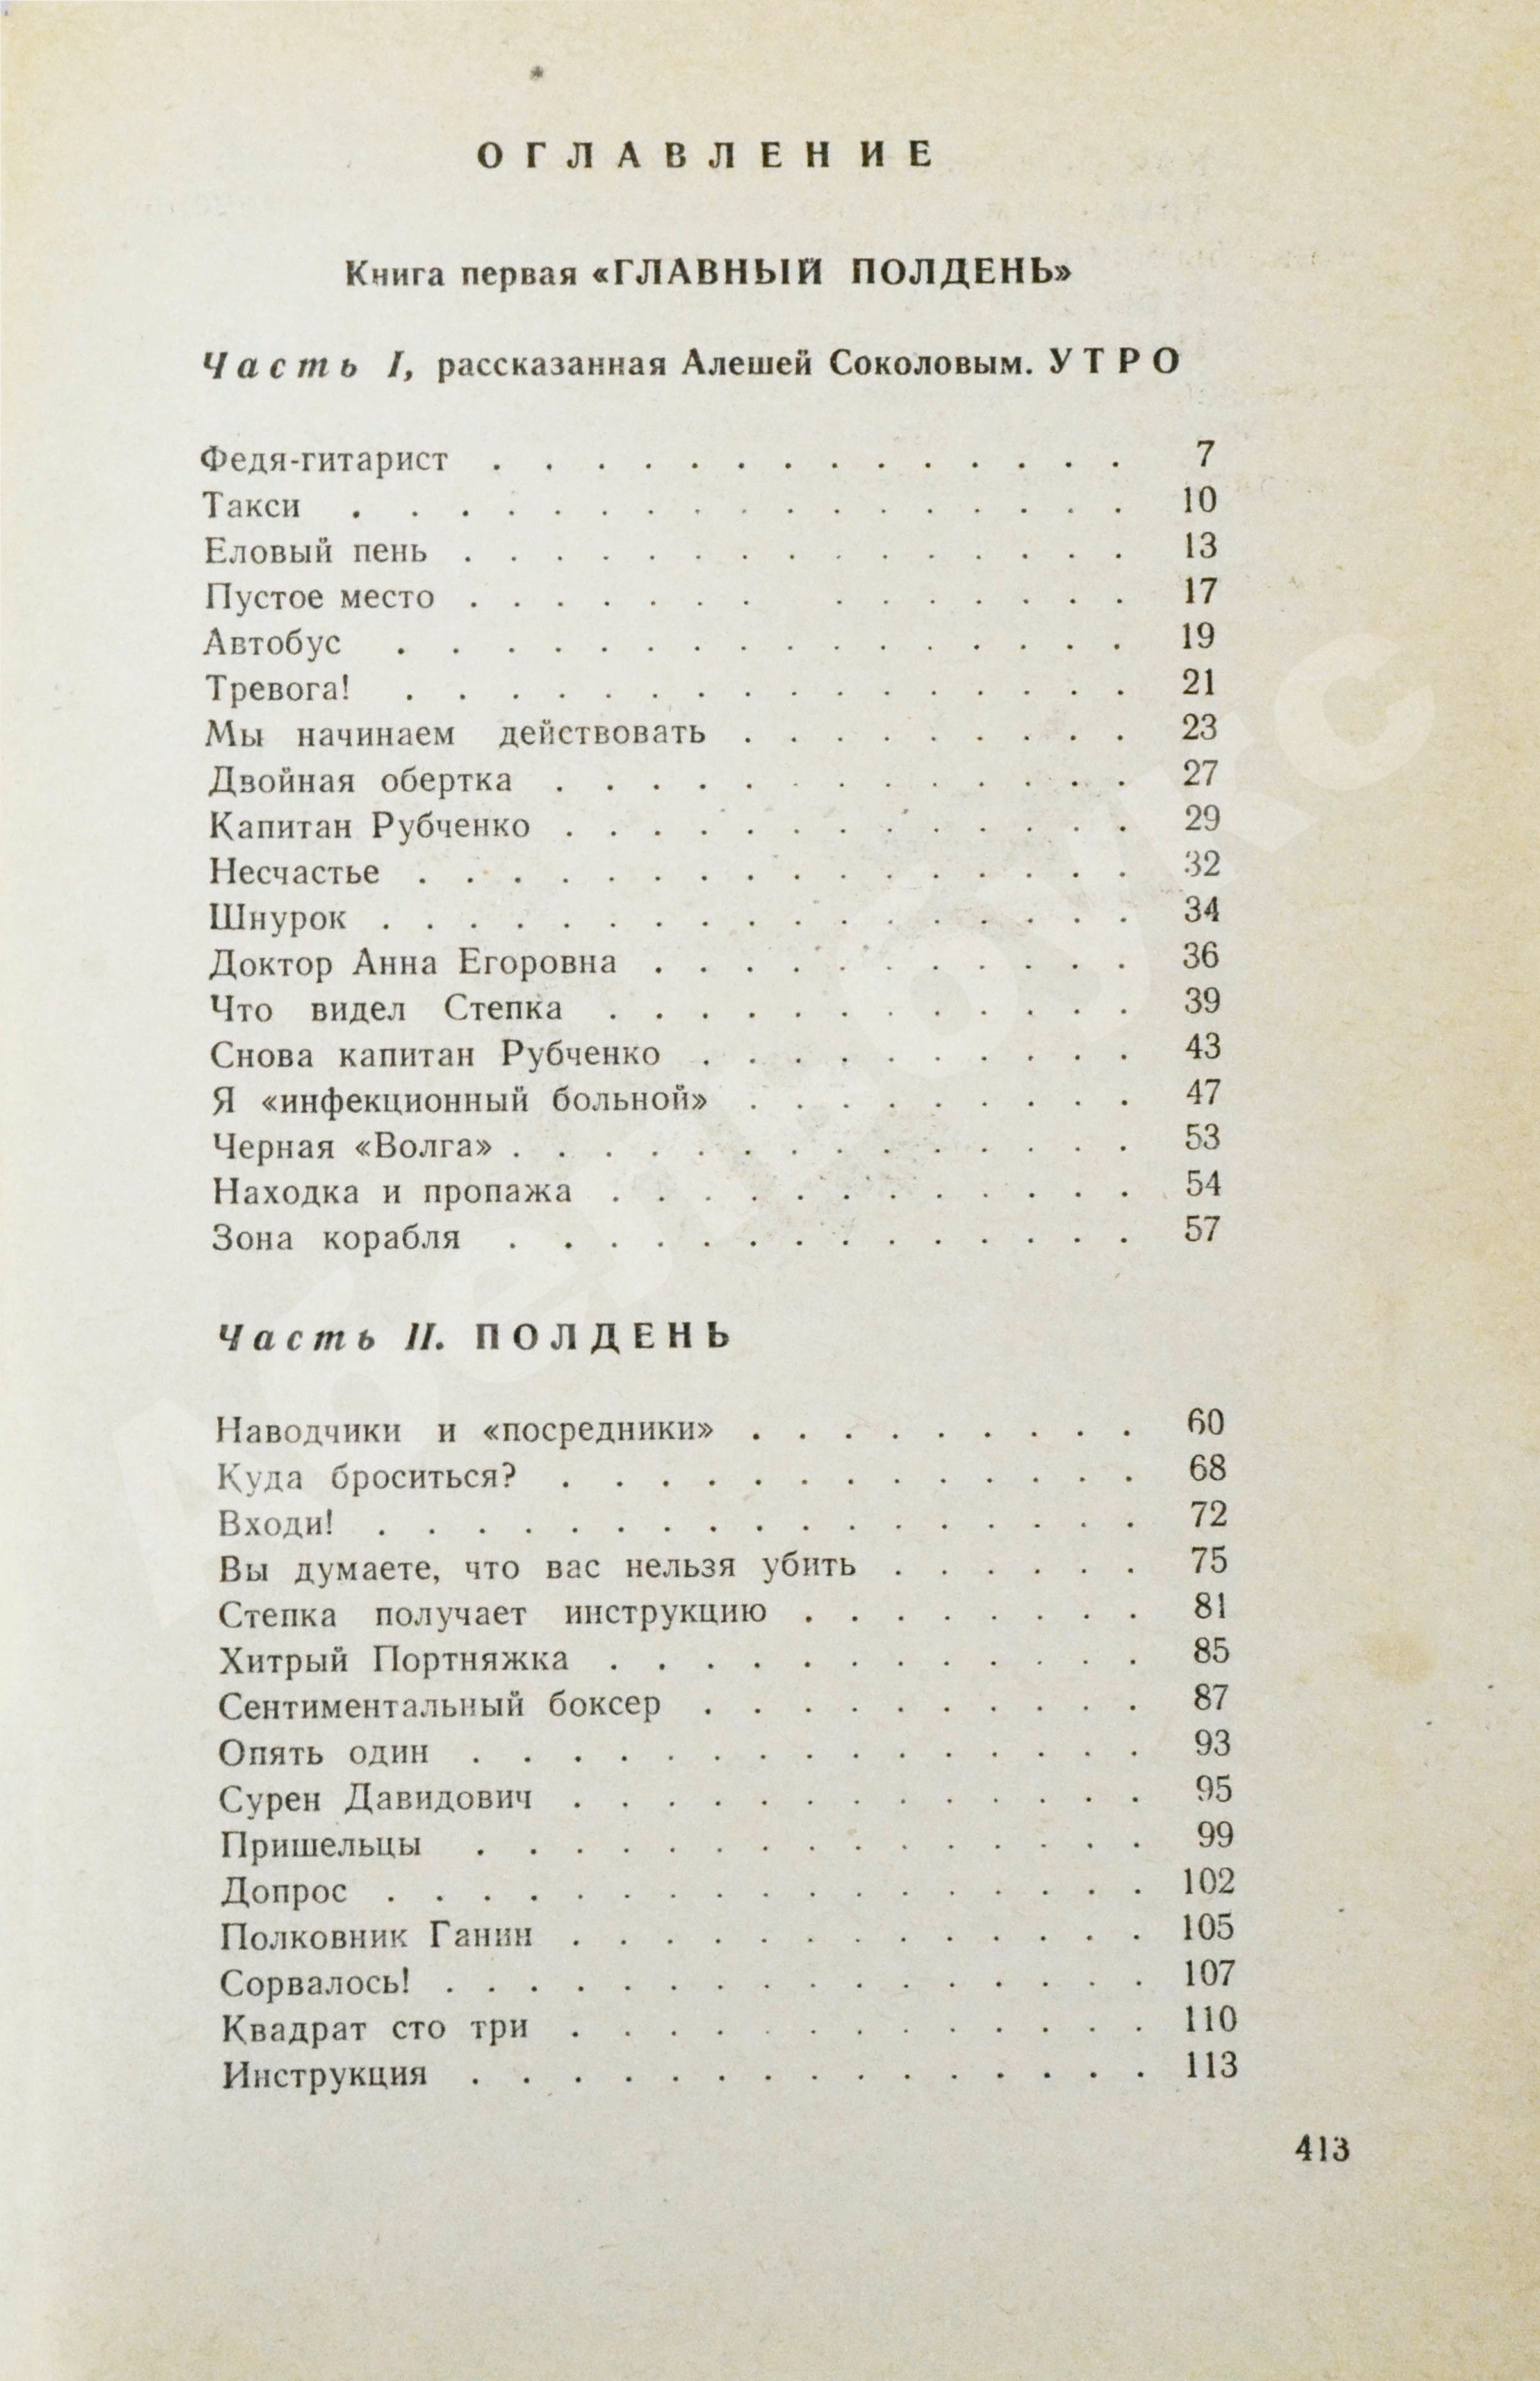 ОГЛАВЛЕНИЕ
Книга первая «ГЛАВНЫЙ ПОЛДЕНЬ»
Часть I, рассказанная Алешей Соколовым. УТРО
Федя-гитарист . . . . . . . . . . . . . . 7
Такси . . . . . . . . . . . . . . . . . 10
Еловый пень . . . . . . . . . . . . . . . 13
Пустое место . . . . . . . . . . . . . . 17
Автобус . . . . . . . . . . . . . . . . 19
Тревога! . . . . . . . . . . . . . . . . 21
Мы начинаем действовать . . . . . . . . . 23
Двойная обертка . . . . . . . . . . . . . 27
Капитан Рубченко . . . . . . . . . . . . . 29
Несчастье . . . . . . . . . . . . . . . . 32
Шнурок . . . . . . . . . . . . . . . . . 34
Доктор Анна Егоровна . . . . . . . . . . . 36
Что видел Степка . . . . . . . . . . . . 39
Снова капитан Рубченко . . . . . . . . . . 43
Я «инфекционный больной» . . . . . . . . . 47
Черная «Волга» . . . . . . . . . . . . . . 53
Находка и пропажа . . . . . . . . . . . . 54
Зона корабля . . . . . . . . . . . . . . 57
Часть II. ПОЛДЕНЬ
Наводчики и «посредники» . . . . . . . . . 60
Куда броситься? . . . . . . . . . . . . . 68
Входи! . . . . . . . . . . . . . . . . . 72
Вы думаете, что вас нельзя убить . . . . . . 75
Степка получает инструкцию . . . . . . . . 81
Хитрый Портняжка . . . . . . . . . . . . 85
Сентиментальный боксер . . . . . . . . . . 87
Опять один . . . . . . . . . . . . . . . 93
Сурен Давидович . . . . . . . . . . . . . 95
Пришельцы . . . . . . . . . . . . . . . 99
Допрос . . . . . . . . . . . . . . . . . 102
Полковник Ганин . . . . . . . . . . . . . 105
Сорвалось! . . . . . . . . . . . . . . . . 107
Квадрат сто три . . . . . . . . . . . . . 110
Инструкция . . . . . . . . . . . . . . . 113
413